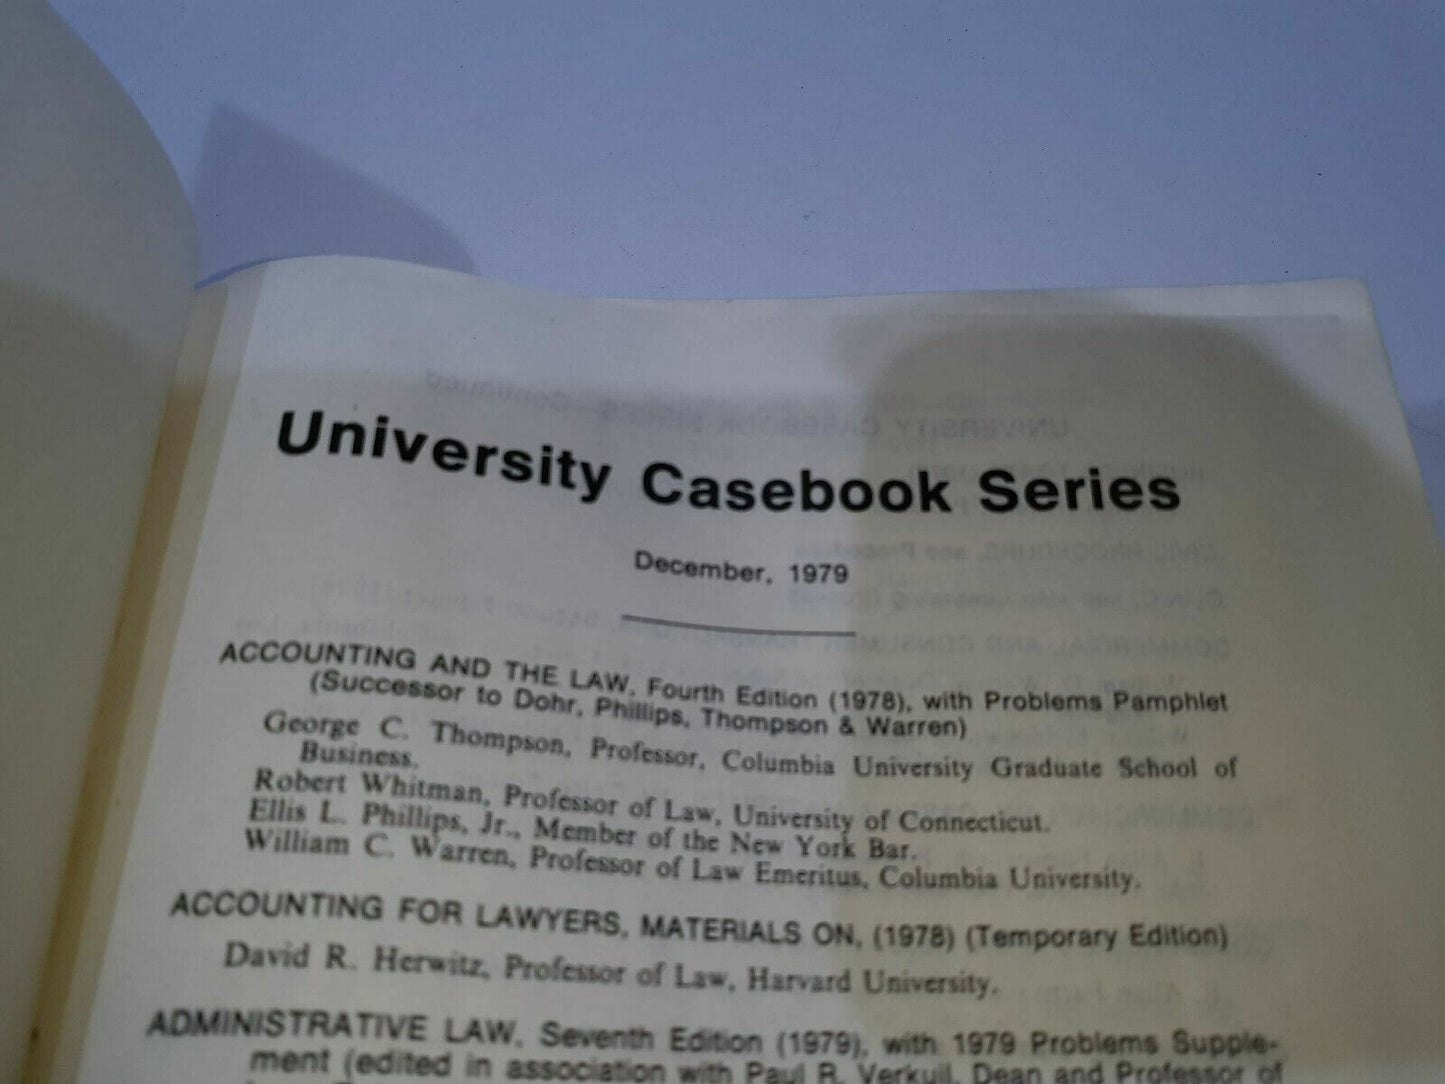 University Casebook Series
December, 1979
ACCOUNTING AND THE LAW, Fourth Edition (1978), with Problems Pamphlet
(Successor to Dohr, Phillips, Thompson & Warren)
George C. Thompson, Professor, Columbia University Graduate School of
Business.
Robert Whitman, Professor of Law, University of Connecticut.
Ellis L. Phillips, Jr., Member of the New York Bar.
William C. Warren, Professor of Law Emeritus, Columbia University.
ACCOUNTING FOR LAWYERS, MATERIALS ON, (1978) (Temporary Edition)
David R. Herwitz, Professor of Law, Harvard University.
ADMINISTRATIVE LAW, Seventh Edition (1979), with 1979 Problems Supple-
ment (edited in association with Paul R. Verkuil, Dean and Professor of